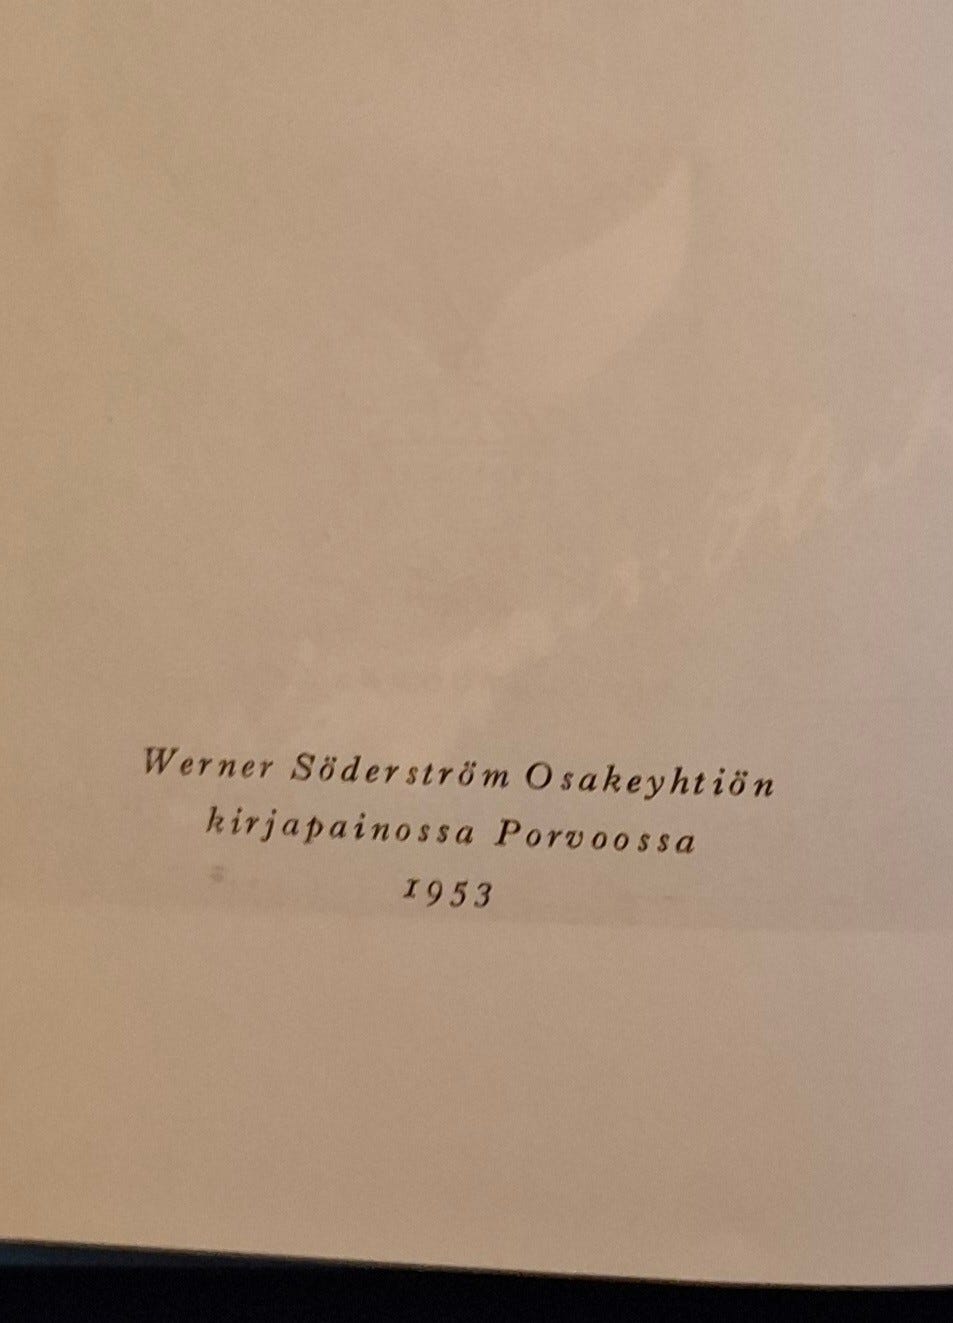 Werner Söderström Osakeyhtiön
kirjapainossa Porvoossa
1953